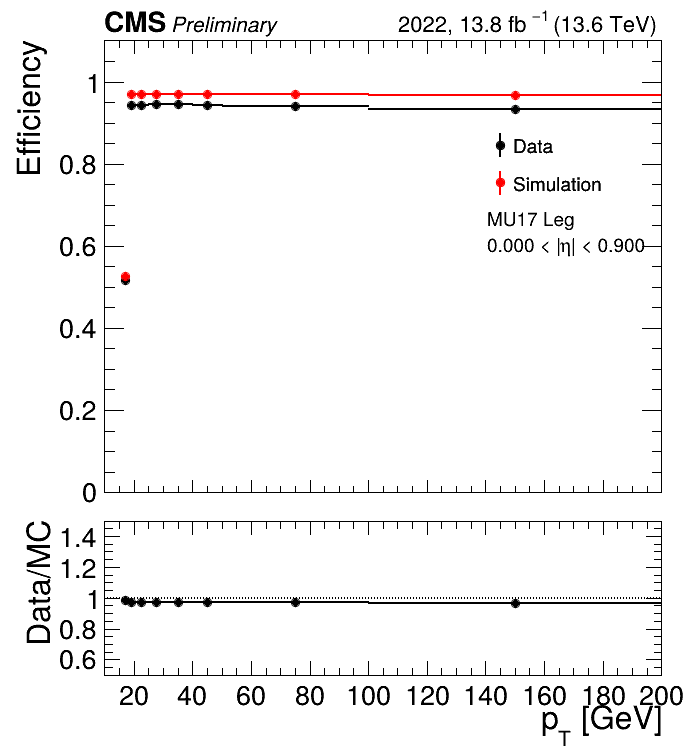 CMS Preliminary 2022, 13.8 fb⁻¹ (13.6 TeV)
Efficiency
1
0.8
0.6
0.4
0.2
0
Data
Simulation
MU17 Leg
0.000 < |η| < 0.900
Data/MC
1.4
1.2
1
0.8
0.6
20 40 60 80 100 120 140 160 180 200
p_T [GeV]